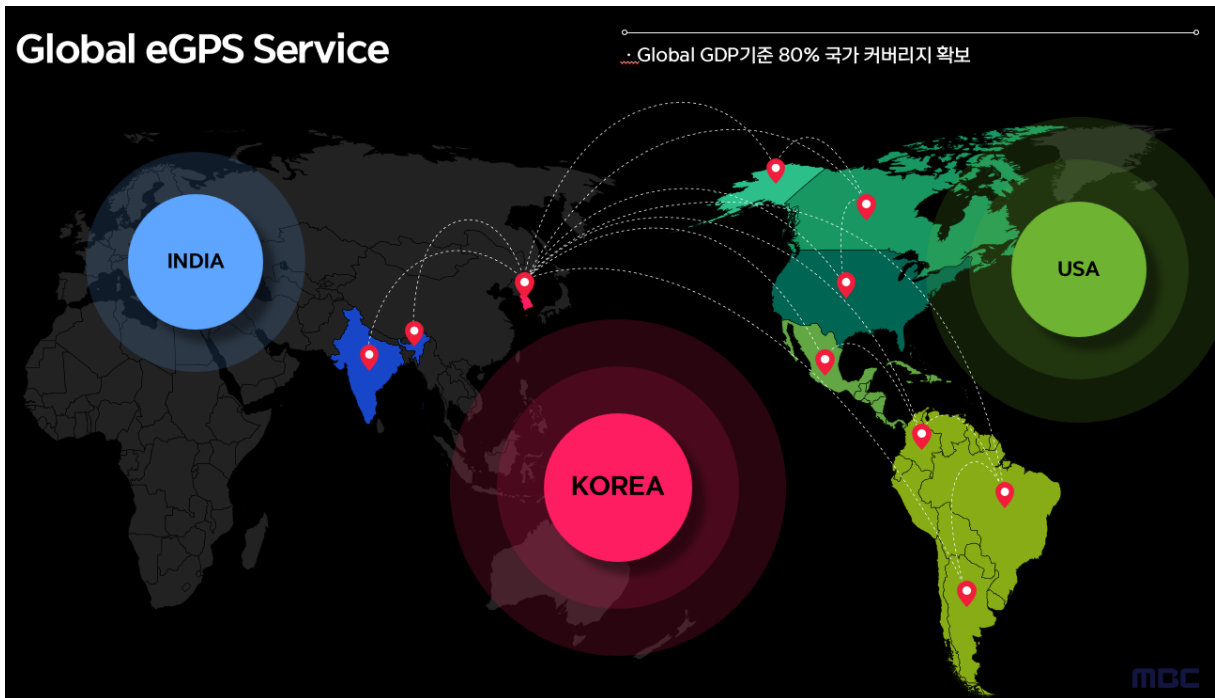 Global eGPS Service
· Global GDP기준 80% 국가 커버리지 확보
INDIA
USA
KOREA
MBC